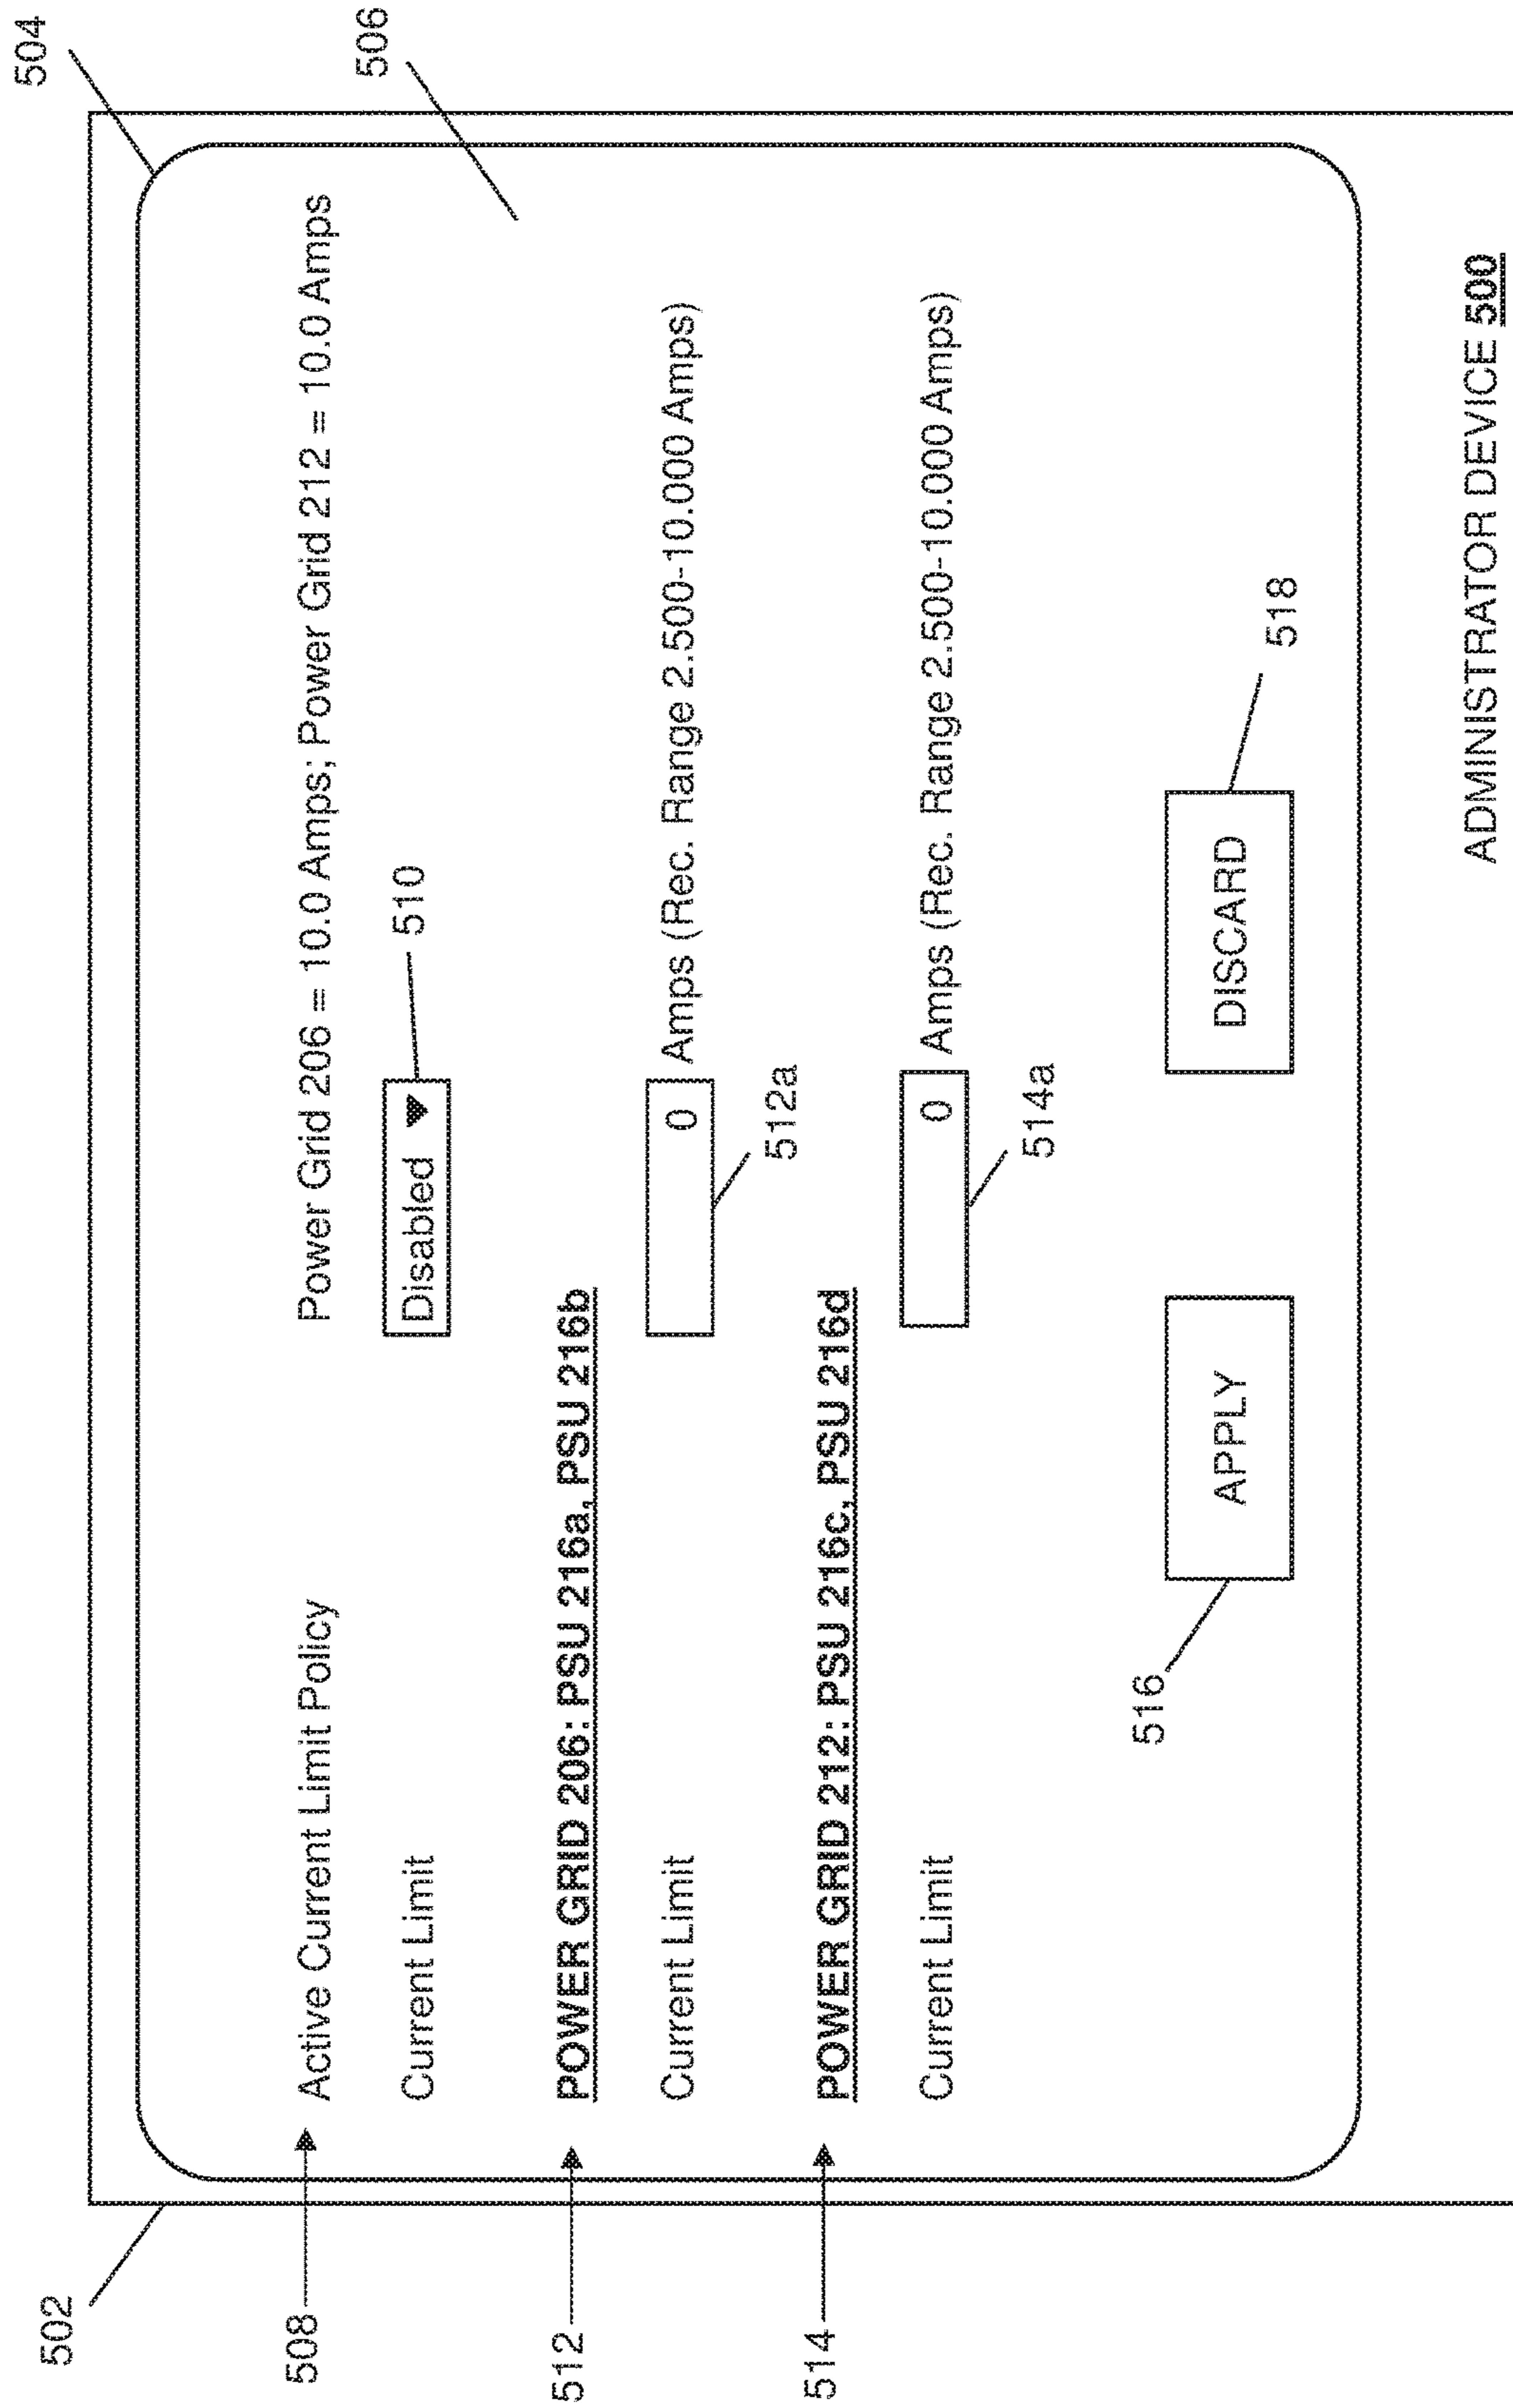 502
504
506
508
Active Current Limit Policy
Power Grid 206 = 10.0 Amps; Power Grid 212 = 10.0 Amps
Current Limit
Disabled
510
512
POWER GRID 206: PSU 216a, PSU 216b
Current Limit
0
Amps (Rec. Range 2.500-10.000 Amps)
512a
514
POWER GRID 212: PSU 216c, PSU 216d
Current Limit
0
Amps (Rec. Range 2.500-10.000 Amps)
514a
516
APPLY
DISCARD
518
ADMINISTRATOR DEVICE 500